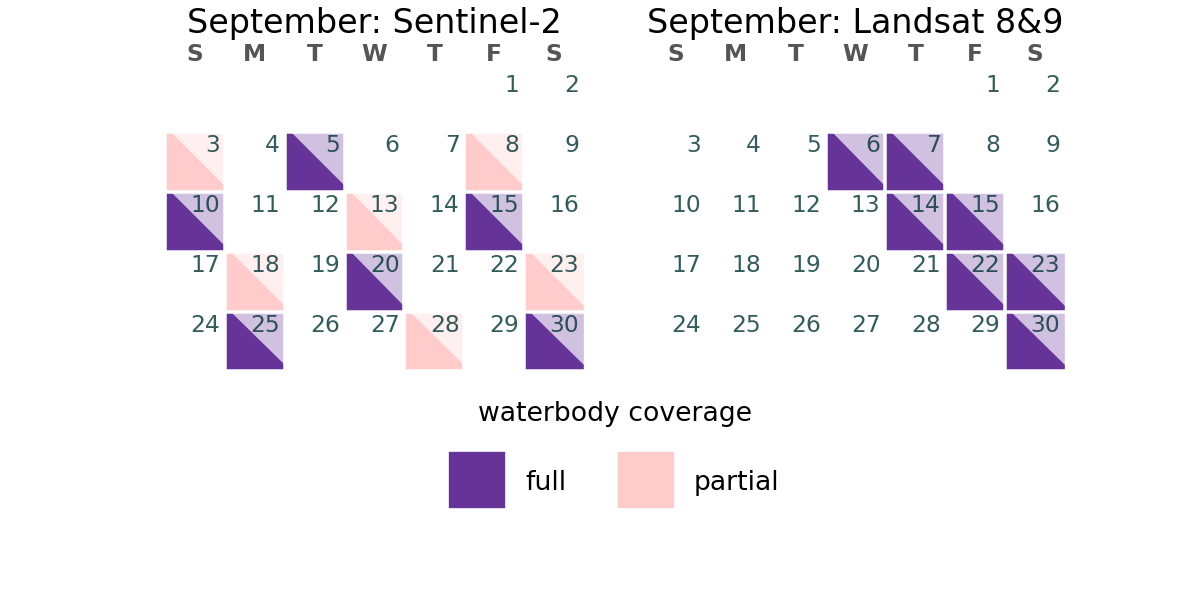 September: Sentinel-2
S M T W T F S
1 2
3 4 5 6 7 8 9
10 11 12 13 14 15 16
17 18 19 20 21 22 23
24 25 26 27 28 29 30
September: Landsat 8&9
S M T W T F S
1 2
3 4 5 6 7 8 9
10 11 12 13 14 15 16
17 18 19 20 21 22 23
24 25 26 27 28 29 30
waterbody coverage
full
partial